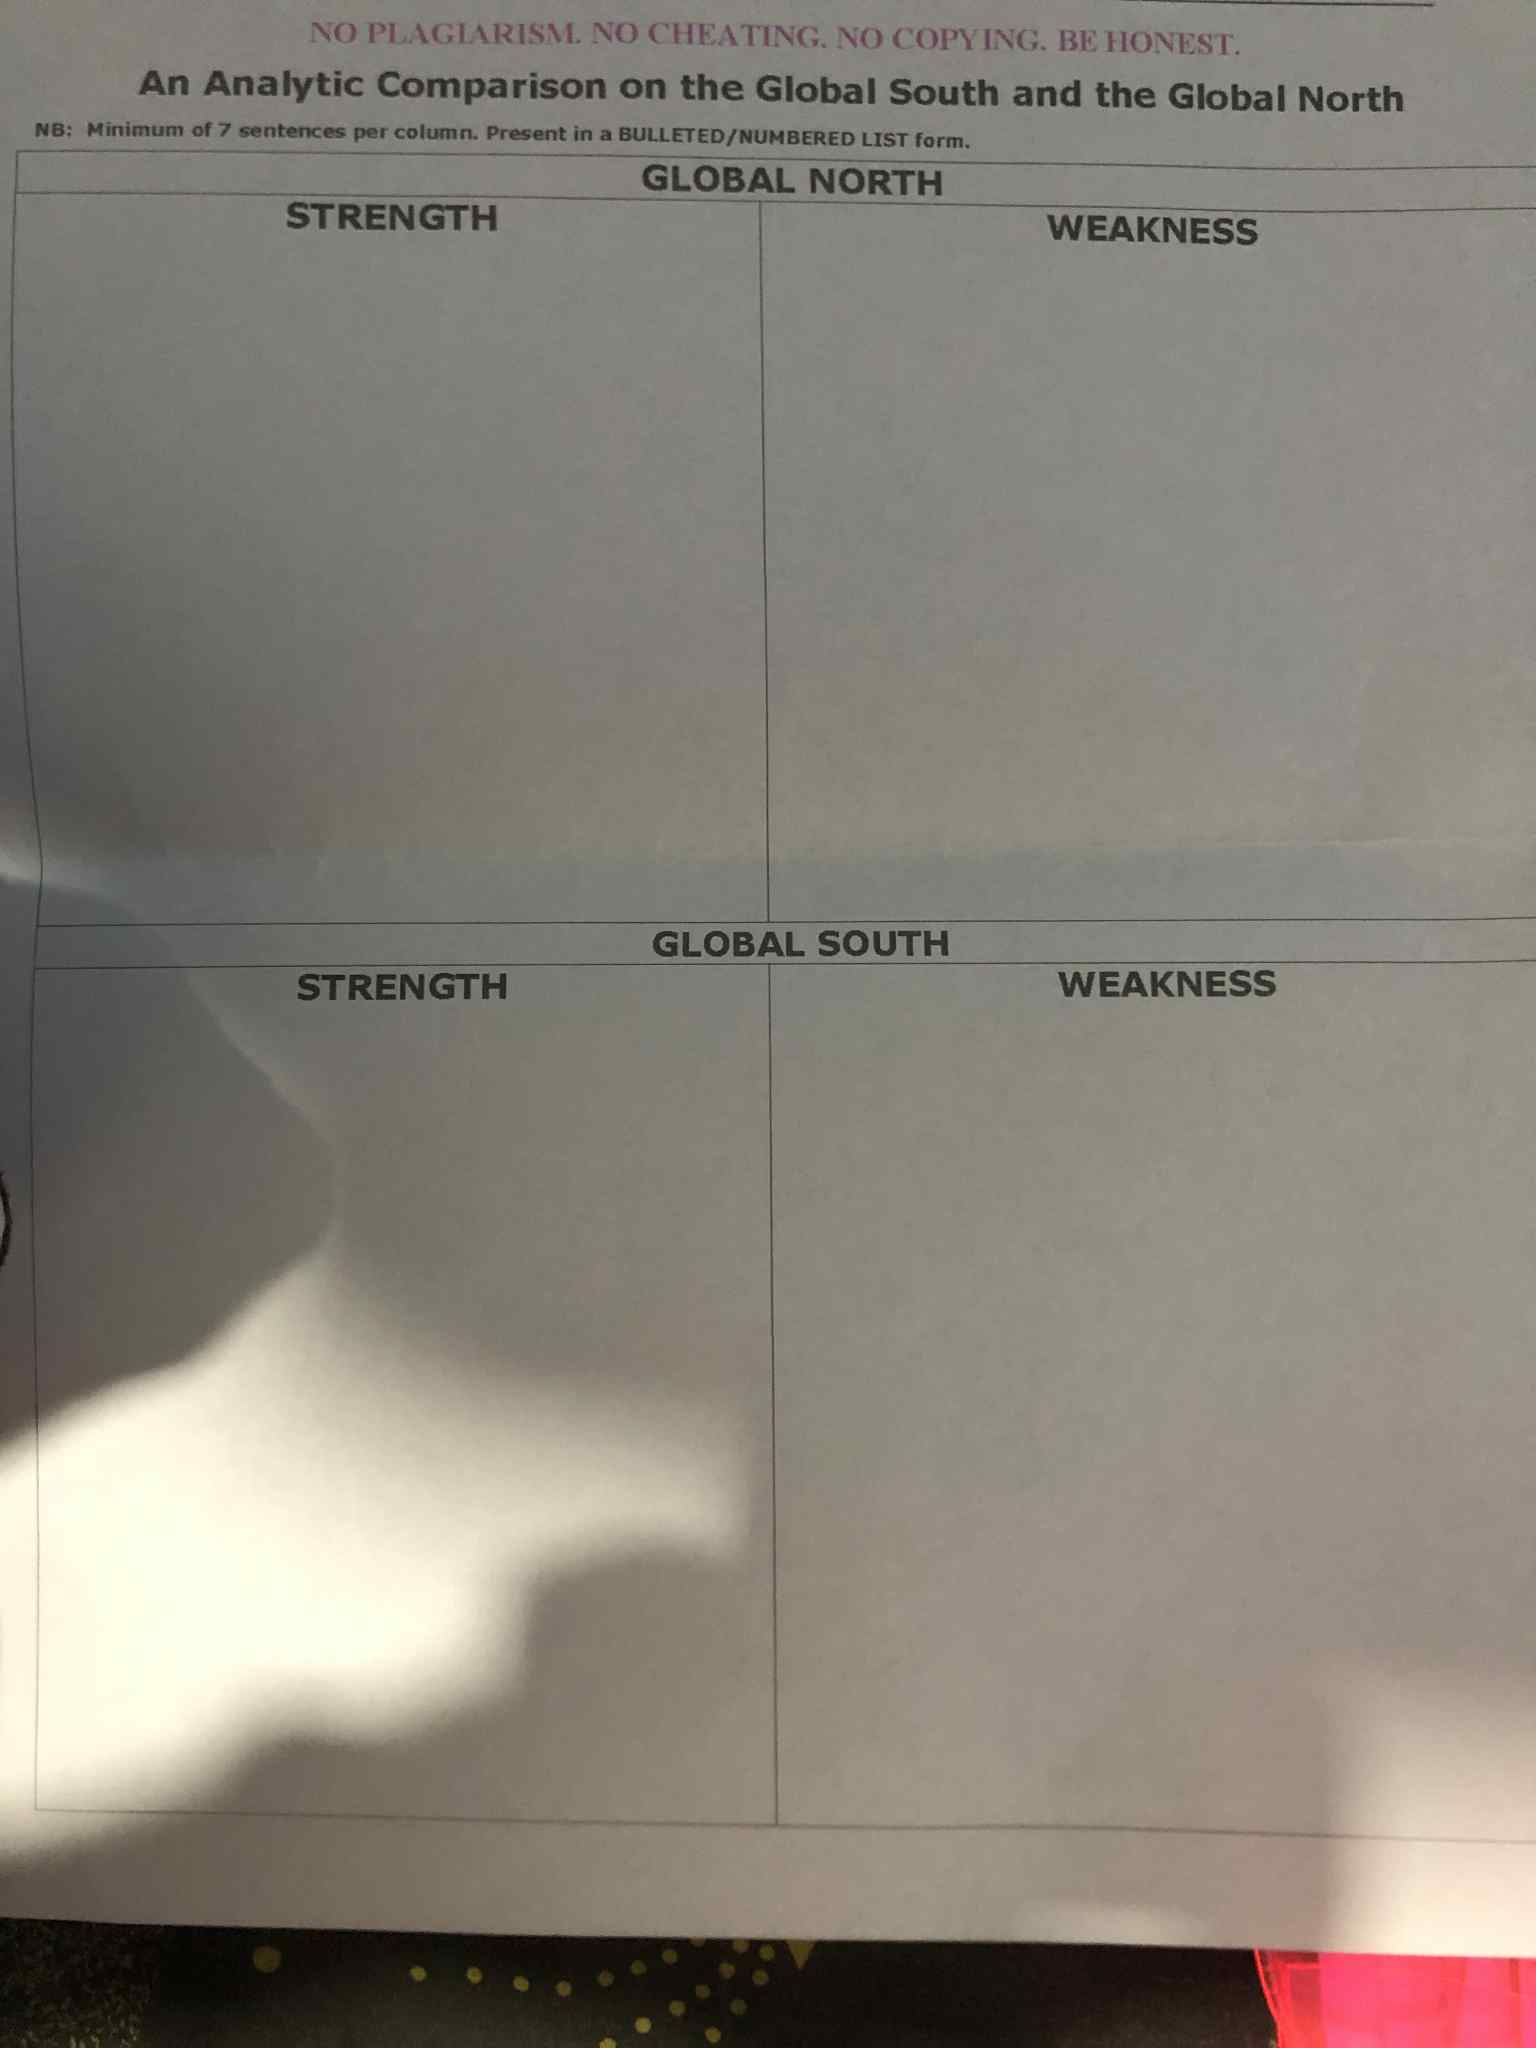 NO PLAGIARISM. NO CHEATING. NO COPYING. BE HONEST.
An Analytic Comparison on the Global South and the Global North
NB: Minimum of 7 sentences per column. Present in a BULLETED/NUMBERED LIST form.
GLOBAL NORTH
STRENGTH
WEAKNESS
GLOBAL SOUTH
STRENGTH
WEAKNESS